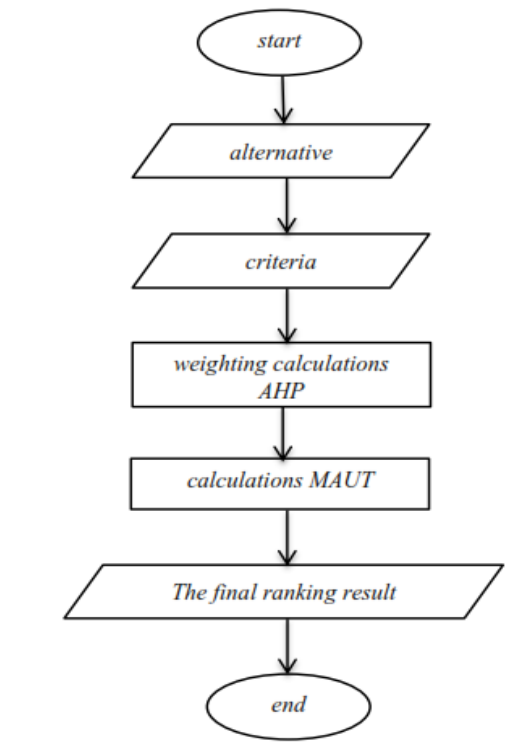 start
alternative
criteria
weighting calculations
AHP
calculations MAUT
The final ranking result
end